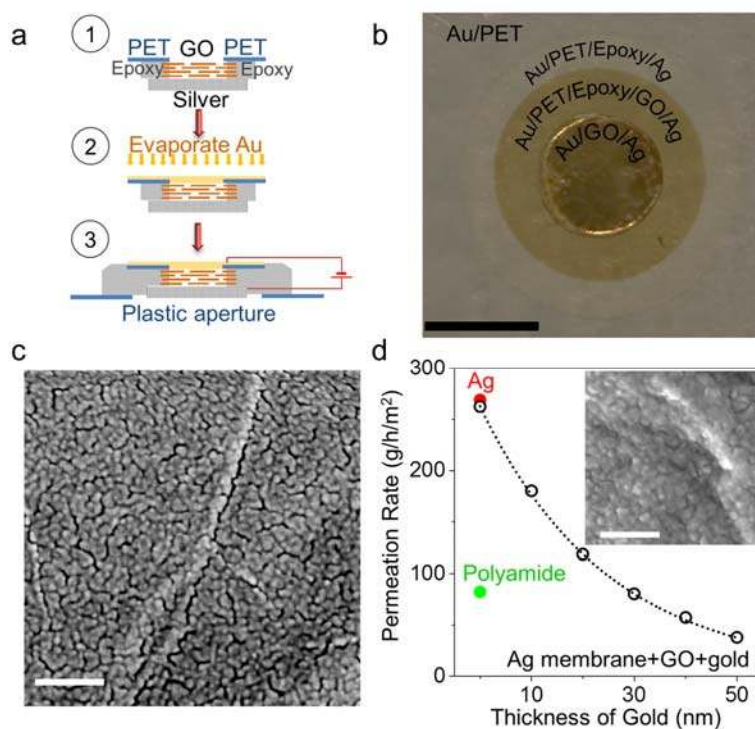 a
1
PET GO PET
Epoxy Epoxy
Silver
2
Evaporate Au
3
Plastic aperture
b
Au/PET
Au/PET/Epoxy/Ag
Au/PET/Epoxy/GO/Ag
Au/GO/Ag
c
d
Permeation Rate (g/h/m²)
300
200
100
0
Ag
Polyamide
Ag membrane+GO+gold
10 30 50
Thickness of Gold (nm)